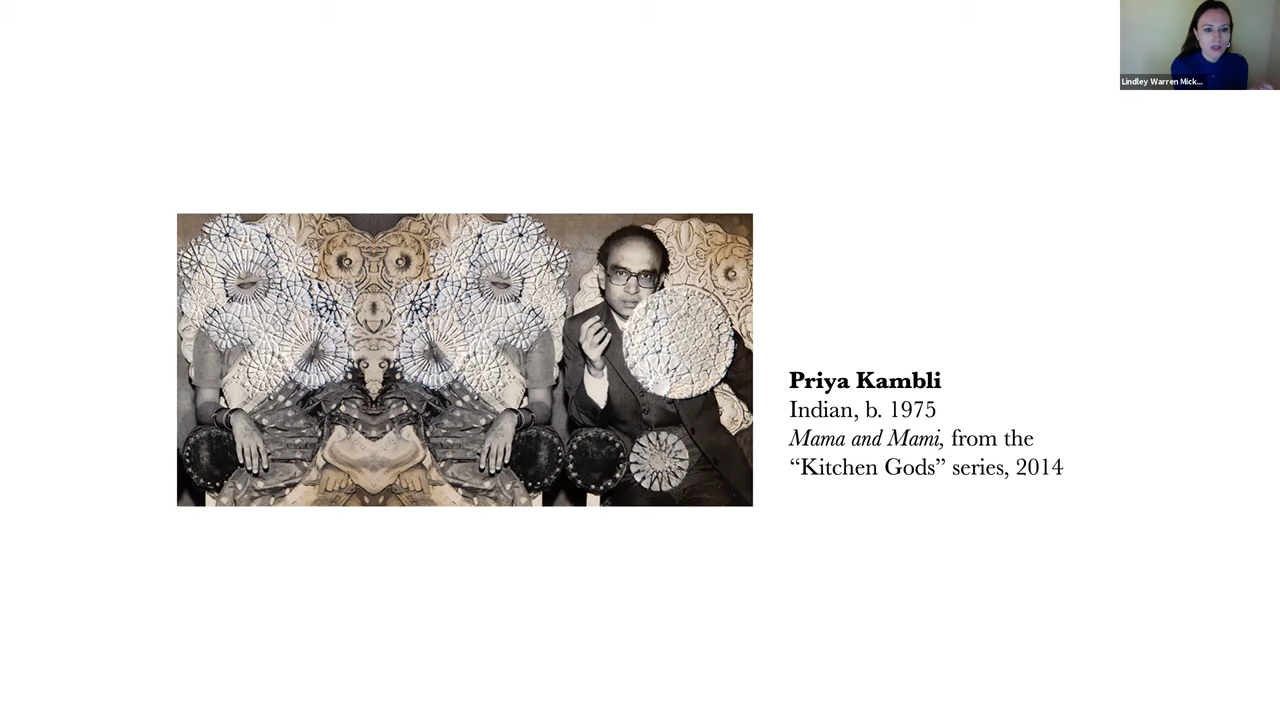 Lindley Warren Mick...
Priya Kambli
Indian, b. 1975
Mama and Mami, from the
“Kitchen Gods” series, 2014